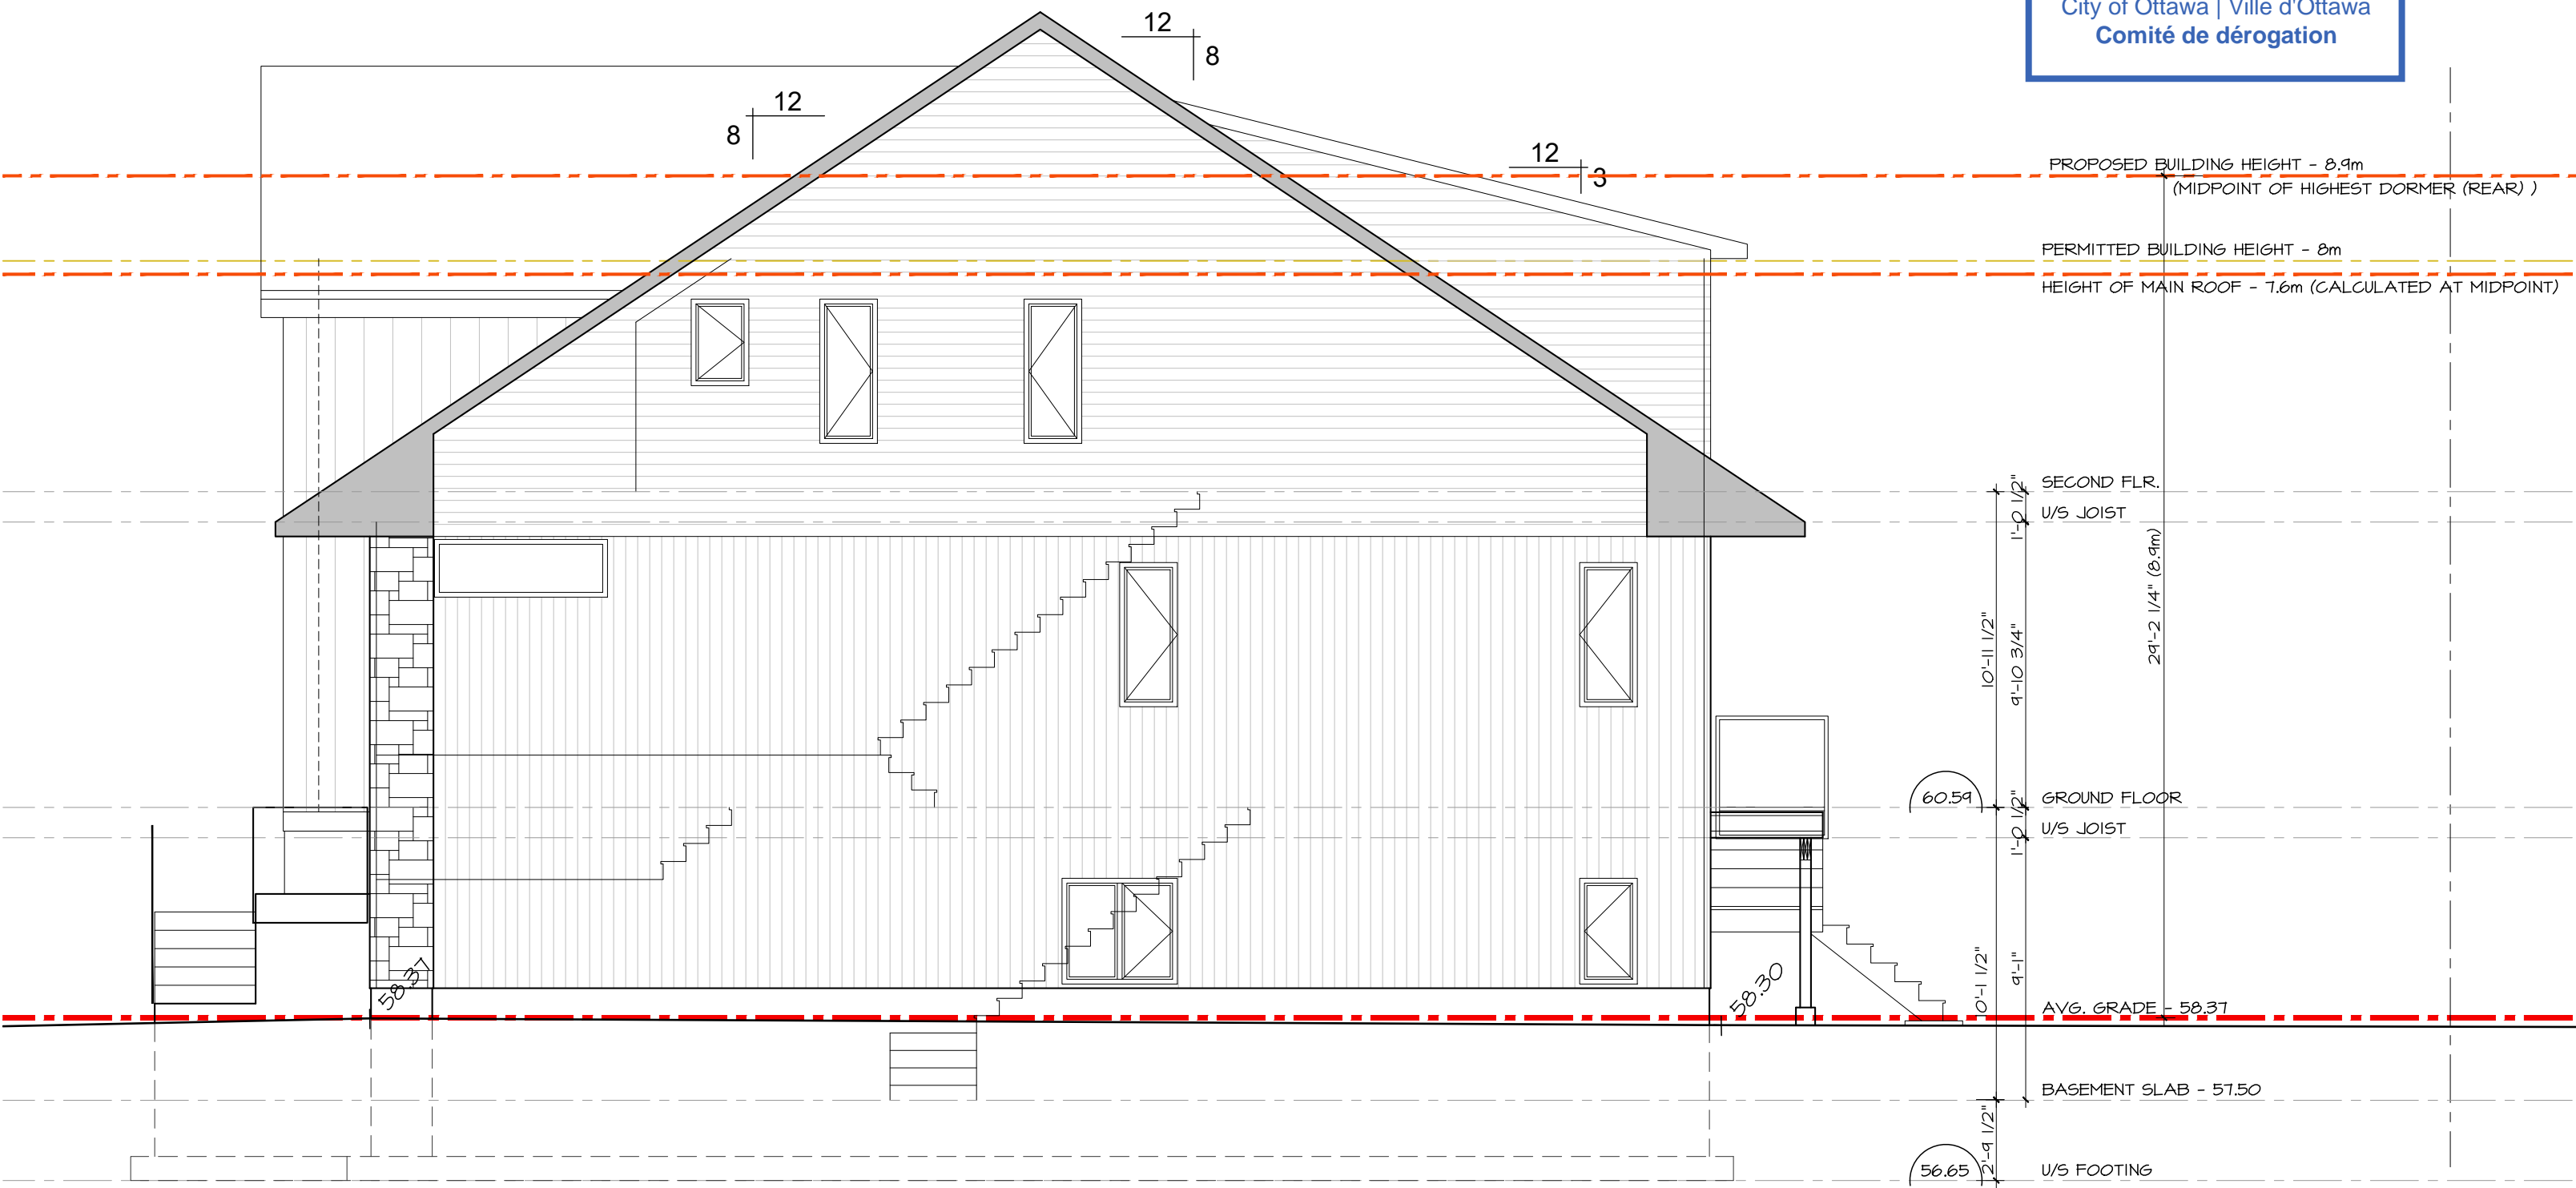 City of Ottawa | Ville d'Ottawa
Comité de dérogation
12
8
12
8
12
3
PROPOSED BUILDING HEIGHT - 8.9m
(MIDPOINT OF HIGHEST DORMER (REAR) )
PERMITTED BUILDING HEIGHT - 8m
HEIGHT OF MAIN ROOF - 7.6m (CALCULATED AT MIDPOINT)
SECOND FLR.
U/S JOIST
1'-0 1/2"
29'-2 1/4" (8.9m)
10'-11 1/2"
9'-10 3/4"
60.59
GROUND FLOOR
U/S JOIST
1'-0 1/2"
58.37
58.30
0'-1 1/2"
9'-1"
AVG. GRADE - 58.37
BASEMENT SLAB - 57.50
2'-9 1/2"
56.65
U/S FOOTING